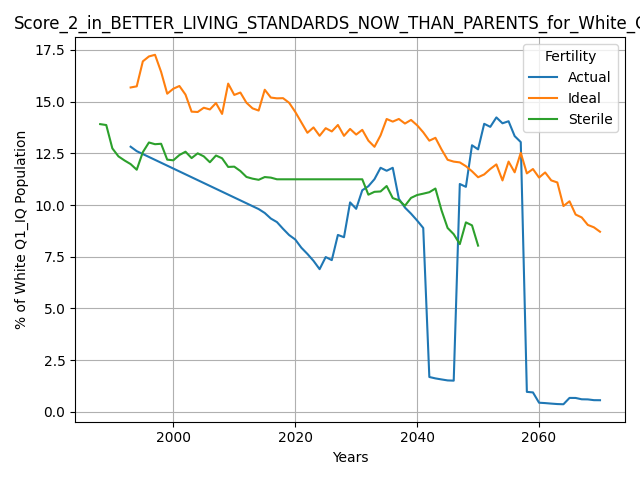 Score_2_in_BETTER_LIVING_STANDARDS_NOW_THAN_PARENTS_for_White_
Fertility
Actual
Ideal
Sterile
17.5
15.0
12.5
10.0
7.5
5.0
2.5
0.0
% of White Q1_IQ Population
2000
2020
2040
2060
Years